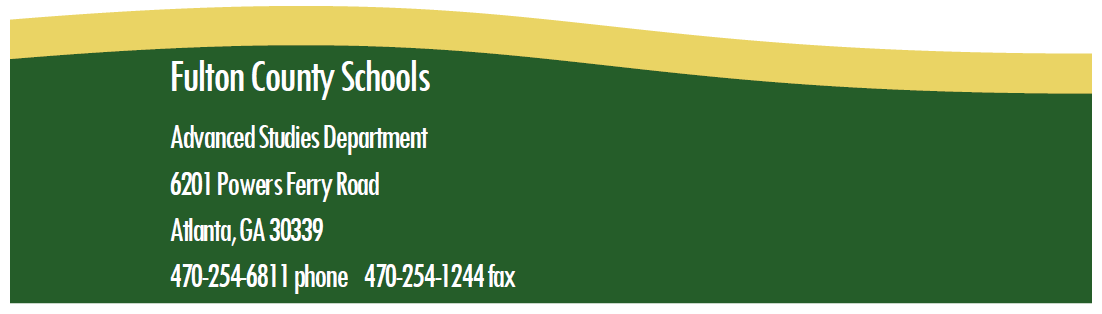 Fulton County Schools
Advanced Studies Department
6201 Powers Ferry Road
Atlanta, GA 30339
470-254-6811 phone   470-254-1244 fax